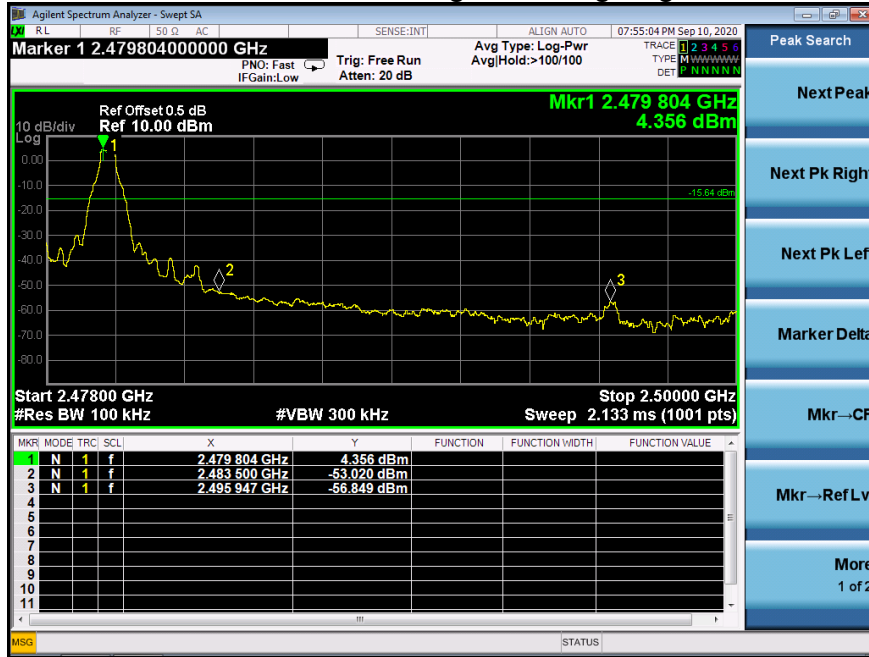 Agilent Spectrum Analyzer - Swept SA
RL RF 50 Ω AC SENSE:INT ALIGN AUTO 07:55:04 PM Sep 10, 2020
Marker 1 2.479804000000 GHz
PNO: Fast
IFGain:Low
Trig: Free Run
Atten: 20 dB
Avg Type: Log-Pwr
Avg|Hold:>100/100
TRACE 1 2 3 4 5 6
TYPE M WWWWW
DET P N N N N N
Mkr1 2.479 804 GHz
4.356 dBm
Ref Offset 0.5 dB
10 dB/div Ref 10.00 dBm
Log
1
0.00
-10.0
-15.64 dBm
-20.0
-30.0
-40.0
2
3
-50.0
-60.0
-70.0
-80.0
Start 2.47800 GHz Stop 2.50000 GHz
#Res BW 100 kHz #VBW 300 kHz Sweep 2.133 ms (1001 pts)
MKR MODE TRC SCL X Y FUNCTION FUNCTION WIDTH FUNCTION VALUE
1 N 1 f 2.479 804 GHz 4.356 dBm
2 N 1 f 2.483 500 GHz -53.020 dBm
3 N 1 f 2.495 947 GHz -56.849 dBm
4
5
6
7
8
9
10
11
MSG STATUS
Peak Search
Next Peak
Next Pk Righ
Next Pk Lef
Marker Delta
Mkr→CF
Mkr→Ref Lv
More
1 of 2